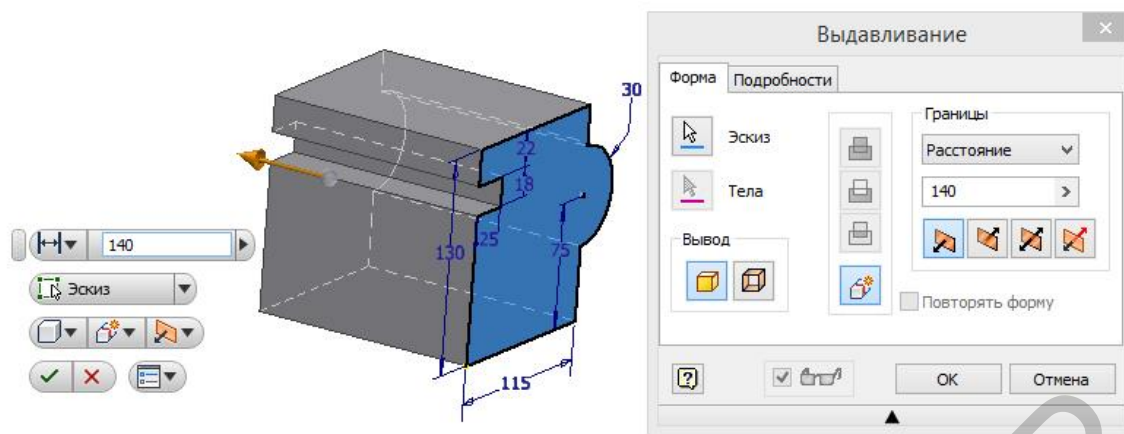 Выдавливание
Форма
Подробности
Эскиз
Тела
Вывод
Границы
Расстояние
140
Повторять форму
OK
Отмена
30
22
18
25
130
75
115
140
Эскиз